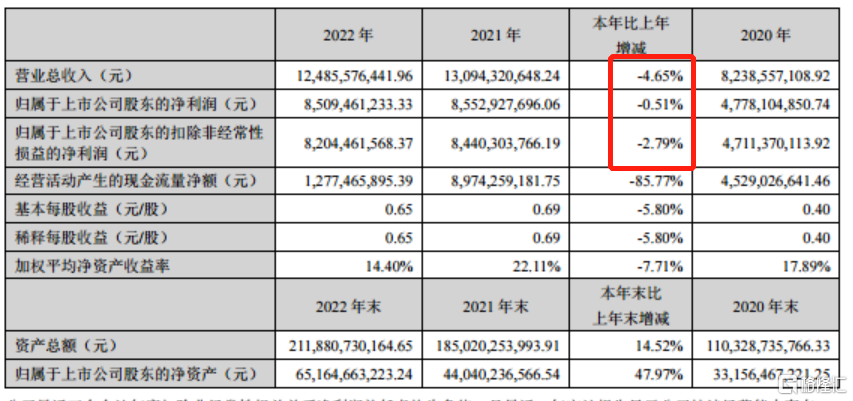 2022 年 2021 年 本年比上年增减 2020 年
营业总收入（元） 12,485,576,441.96 13,094,320,648.24 -4.65% 8,238,557,108.92
归属于上市公司股东的净利润（元） 8,509,461,233.33 8,552,927,696.06 -0.51% 4,778,104,850.74
归属于上市公司股东的扣除非经常性
损益的净利润（元） 8,204,461,568.37 8,440,303,766.19 -2.79% 4,711,370,113.92
经营活动产生的现金流量净额（元） 1,277,465,895.39 8,974,259,181.75 -85.77% 4,529,026,641.46
基本每股收益（元/股） 0.65 0.69 -5.80% 0.40
稀释每股收益（元/股） 0.65 0.69 -5.80% 0.40
加权平均净资产收益率 14.40% 22.11% -7.71% 17.89%
2022 年末 2021 年末 本年末比上年末增减 2020 年末
资产总额（元） 211,880,730,164.65 185,020,253,993.91 14.52% 110,328,735,766.33
归属于上市公司股东的净资产（元） 65,164,663,223.24 44,040,236,566.54 47.97% 33,156,467,221.25
格隆汇